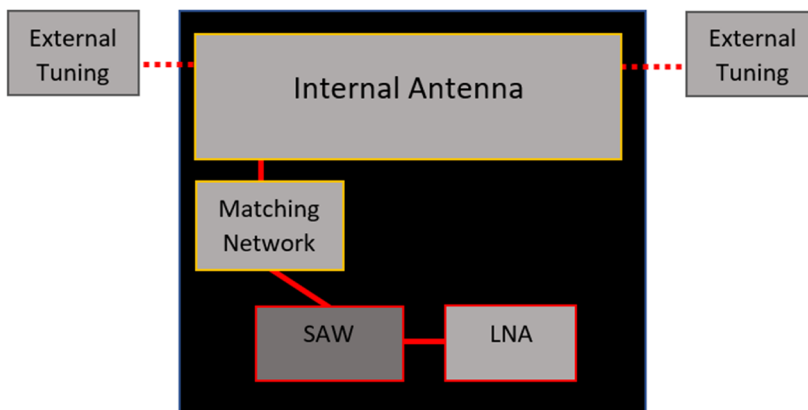 External
Tuning
Internal Antenna
External
Tuning
Matching
Network
SAW
LNA